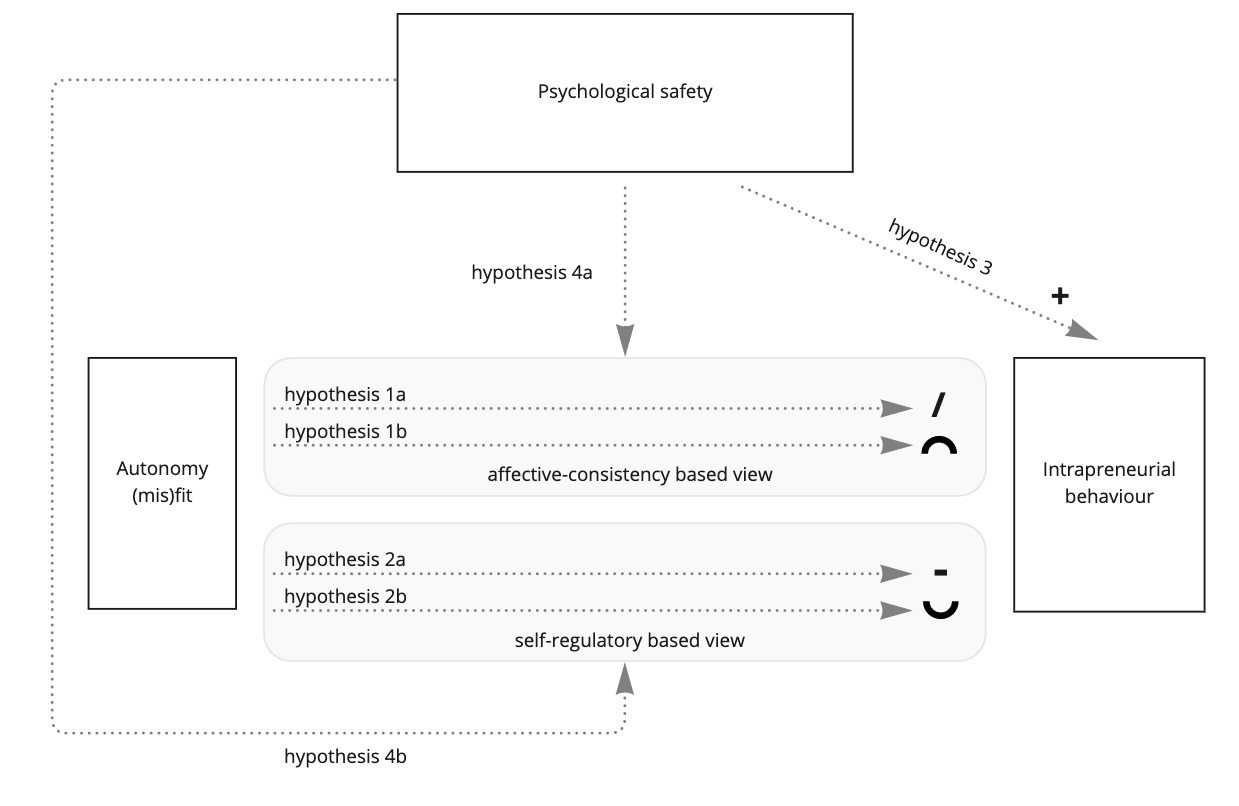 Psychological safety
hypothesis 3
hypothesis 4a
+
hypothesis 1a
/
hypothesis 1b
affective-consistency based view
Autonomy
(mis)fit
Intrapreneurial
behaviour
hypothesis 2a
-
hypothesis 2b
self-regulatory based view
hypothesis 4b